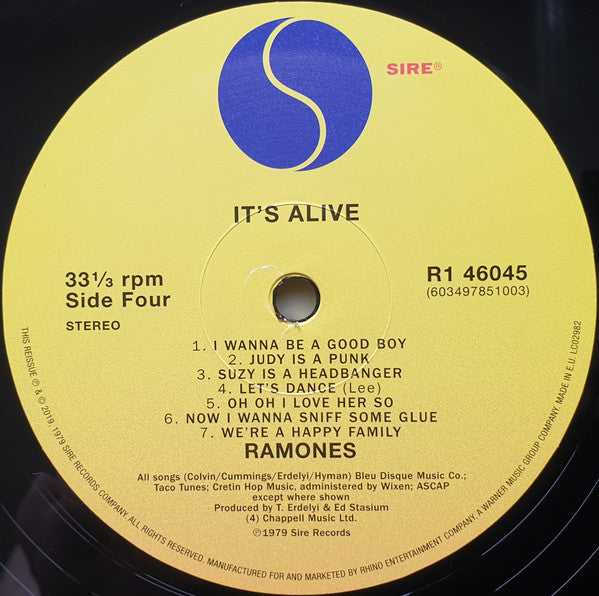 SIRE®
IT'S ALIVE
33⅓ rpm
Side Four
STEREO
R1 46045
(603497851003)
1. I WANNA BE A GOOD BOY
2. JUDY IS A PUNK
3. SUZY IS A HEADBANGER
4. LET'S DANCE (Lee)
5. OH OH I LOVE HER SO
6. NOW I WANNA SNIFF SOME GLUE
7. WE'RE A HAPPY FAMILY
RAMONES
All songs (Colvin/Cummings/Erdelyi/Hyman) Bleu Disque Music Co.;
Taco Tunes; Cretin Hop Music, administered by Wixen; ASCAP
except where shown
Produced by T. Erdelyi & Ed Stasium
(4) Chappell Music Ltd.
℗1979 Sire Records
THIS REISSUE ℗ & © 2019, 1979 SIRE RECORDS COMPANY. ALL RIGHTS RESERVED. MANUFACTURED FOR AND MARKETED BY RHINO ENTERTAINMENT COMPANY, A WARNER MUSIC GROUP COMPANY. MADE IN E.U. LC02982